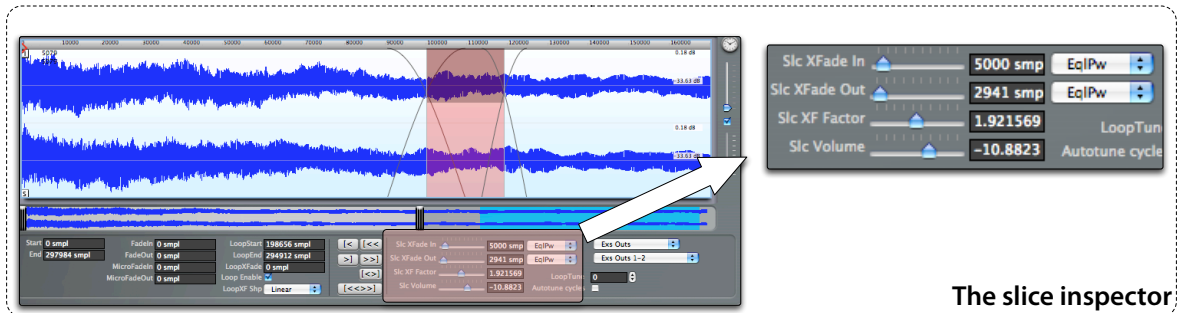 10000 20000 30000 40000 50000 60000 70000 80000 90000 100000 110000 120000 130000 140000 150000 160000
0.18 dB
-33.63 dB
0.18 dB
-33.63 dB
S
Start 0 smpl
End 297984 smpl
FadeIn 0 smpl
FadeOut 0 smpl
MicroFadeIn 0 smpl
MicroFadeOut 0 smpl
LoopStart 198656 smpl
LoopEnd 294912 smpl
LoopXFade 0 smpl
Loop Enable
LoopXF Shp Linear
[< [<<
>] >>]
[<>]
[<<>>]
Slc XFade In 5000 smp EqlPw
Slc XFade Out 2941 smp EqlPw
Slc XF Factor 1.921569
Slc Volume -10.8823
Exs Outs
Exs Outs 1-2
LoopTune 0
Autotune cycles
Slc XFade In 5000 smp EqlPw
Slc XFade Out 2941 smp EqlPw
Slc XF Factor 1.921569
LoopTun
Slc Volume -10.8823
Autotune cycle
The slice inspector